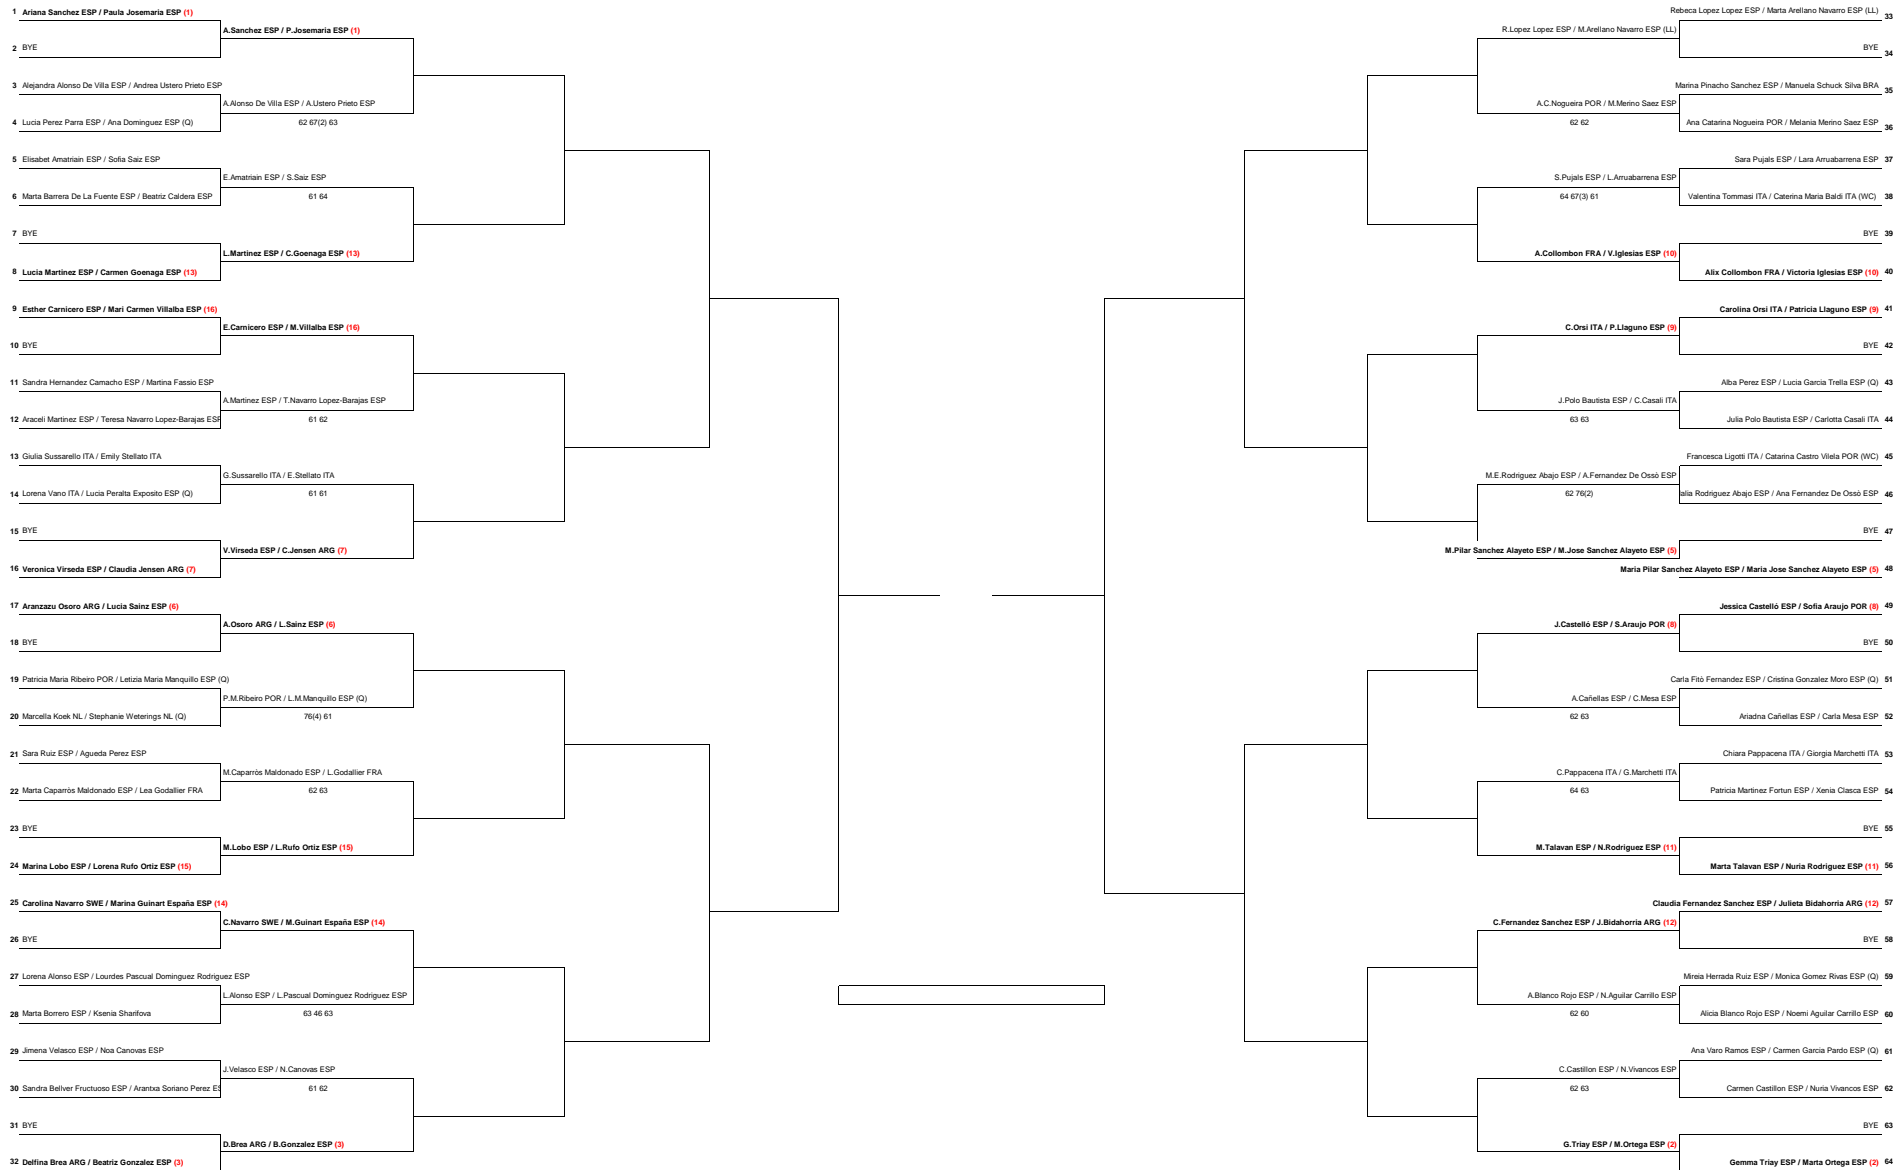 1 Ariana Sanchez ESP / Paula Josemaria ESP (1)
A.Sanchez ESP / P.Josemaria ESP (1)
2 BYE
3 Alejandra Alonso De Villa ESP / Andrea Ustero Prieto ESP
A.Alonso De Villa ESP / A.Ustero Prieto ESP
4 Lucia Perez Parra ESP / Ana Dominguez ESP (Q)
62 67(2) 63
5 Elisabet Amatriain ESP / Sofia Saiz ESP
E.Amatriain ESP / S.Saiz ESP
6 Marta Barrera De La Fuente ESP / Beatriz Caldera ESP
61 64
7 BYE
L.Martinez ESP / C.Goenaga ESP (13)
8 Lucia Martinez ESP / Carmen Goenaga ESP (13)
9 Esther Carnicero ESP / Mari Carmen Villalba ESP (16)
E.Carnicero ESP / M.Villalba ESP (16)
10 BYE
11 Sandra Hernandez Camacho ESP / Martina Fassio ESP
A.Martinez ESP / T.Navarro Lopez-Barajas ESP
12 Araceli Martinez ESP / Teresa Navarro Lopez-Barajas ESP
61 62
13 Giulia Sussarello ITA / Emily Stellato ITA
G.Sussarello ITA / E.Stellato ITA
14 Lorena Vano ITA / Lucia Peralta Exposito ESP (Q)
61 61
15 BYE
V.Virseda ESP / C.Jensen ARG (7)
16 Veronica Virseda ESP / Claudia Jensen ARG (7)
17 Aranzazu Osoro ARG / Lucia Sainz ESP (6)
A.Osoro ARG / L.Sainz ESP (6)
18 BYE
19 Patricia Maria Ribeiro POR / Letizia Maria Manquillo ESP (Q)
P.M.Ribeiro POR / L.M.Manquillo ESP (Q)
20 Marcella Koek NL / Stephanie Weterings NL (Q)
76(4) 61
21 Sara Ruiz ESP / Agueda Perez ESP
M.Caparròs Maldonado ESP / L.Godallier FRA
22 Marta Caparròs Maldonado ESP / Lea Godallier FRA
62 63
23 BYE
M.Lobo ESP / L.Rufo Ortiz ESP (15)
24 Marina Lobo ESP / Lorena Rufo Ortiz ESP (15)
25 Carolina Navarro SWE / Marina Guinart España ESP (14)
C.Navarro SWE / M.Guinart España ESP (14)
26 BYE
27 Lorena Alonso ESP / Lourdes Pascual Dominguez Rodriguez ESP
L.Alonso ESP / L.Pascual Dominguez Rodriguez ESP
28 Marta Borrero ESP / Ksenia Sharifova
63 46 63
29 Jimena Velasco ESP / Noa Canovas ESP
J.Velasco ESP / N.Canovas ESP
30 Sandra Bellver Fructuoso ESP / Arantxa Soriano Perez ES
61 62
31 BYE
D.Brea ARG / B.Gonzalez ESP (3)
32 Delfina Brea ARG / Beatriz Gonzalez ESP (3)
Rebeca Lopez Lopez ESP / Marta Arellano Navarro ESP (LL) 33
R.Lopez Lopez ESP / M.Arellano Navarro ESP (LL)
BYE 34
Marina Pinacho Sanchez ESP / Manuela Schuck Silva BRA 35
A.C.Nogueira POR / M.Merino Saez ESP
62 62
Ana Catarina Nogueira POR / Melania Merino Saez ESP 36
Sara Pujals ESP / Lara Arruabarrena ESP 37
S.Pujals ESP / L.Arruabarrena ESP
64 67(3) 61
Valentina Tommasi ITA / Caterina Maria Baldi ITA (WC) 38
BYE 39
A.Collombon FRA / V.Iglesias ESP (10)
Alix Collombon FRA / Victoria Iglesias ESP (10) 40
Carolina Orsi ITA / Patricia Llaguno ESP (9) 41
C.Orsi ITA / P.Llaguno ESP (9)
BYE 42
Alba Perez ESP / Lucia Garcia Trella ESP (Q) 43
J.Polo Bautista ESP / C.Casali ITA
63 63
Julia Polo Bautista ESP / Carlotta Casali ITA 44
Francesca Ligotti ITA / Catarina Castro Vilela POR (WC) 45
M.E.Rodriguez Abajo ESP / A.Fernandez De Ossò ESP
62 76(2)
alia Rodriguez Abajo ESP / Ana Fernandez De Ossò ESP 46
BYE 47
M.Pilar Sanchez Alayeto ESP / M.Jose Sanchez Alayeto ESP (5)
Maria Pilar Sanchez Alayeto ESP / Maria Jose Sanchez Alayeto ESP (5) 48
Jessica Castelló ESP / Sofia Araujo POR (8) 49
J.Castelló ESP / S.Araujo POR (8)
BYE 50
Carla Fitò Fernandez ESP / Cristina Gonzalez Moro ESP (Q) 51
A.Cañellas ESP / C.Mesa ESP
62 63
Ariadna Cañellas ESP / Carla Mesa ESP 52
Chiara Pappacena ITA / Giorgia Marchetti ITA 53
C.Pappacena ITA / G.Marchetti ITA
64 63
Patricia Martinez Fortun ESP / Xenia Clasca ESP 54
BYE 55
M.Talavan ESP / N.Rodriguez ESP (11)
Marta Talavan ESP / Nuria Rodriguez ESP (11) 56
Claudia Fernandez Sanchez ESP / Julieta Bidahorria ARG (12) 57
C.Fernandez Sanchez ESP / J.Bidahorria ARG (12)
BYE 58
Mireia Herrada Ruiz ESP / Monica Gomez Rivas ESP (Q) 59
A.Blanco Rojo ESP / N.Aguilar Carrillo ESP
62 60
Alicia Blanco Rojo ESP / Noemi Aguilar Carrillo ESP 60
Ana Varo Ramos ESP / Carmen Garcia Pardo ESP (Q) 61
C.Castillon ESP / N.Vivancos ESP
62 63
Carmen Castillon ESP / Nuria Vivancos ESP 62
BYE 63
G.Triay ESP / M.Ortega ESP (2)
Gemma Triay ESP / Marta Ortega ESP (2) 64